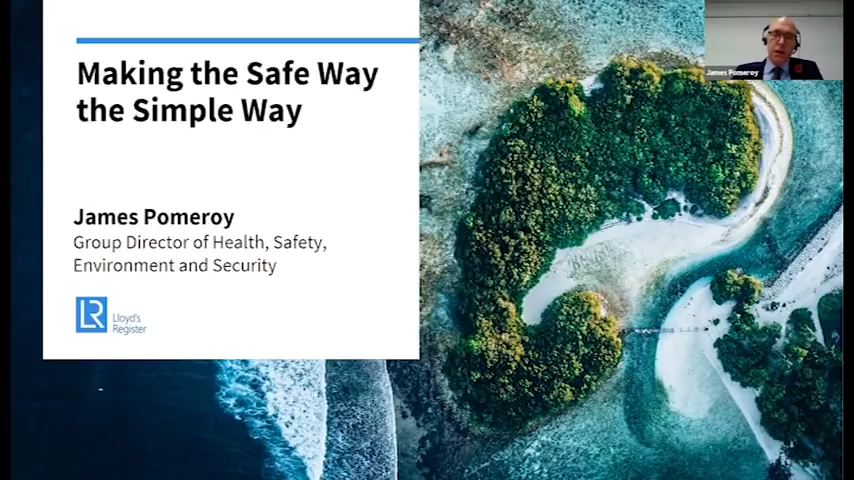 Making the Safe Way
the Simple Way
James Pomeroy
Group Director of Health, Safety,
Environment and Security
LR
Lloyd's
Register
James Pomeroy